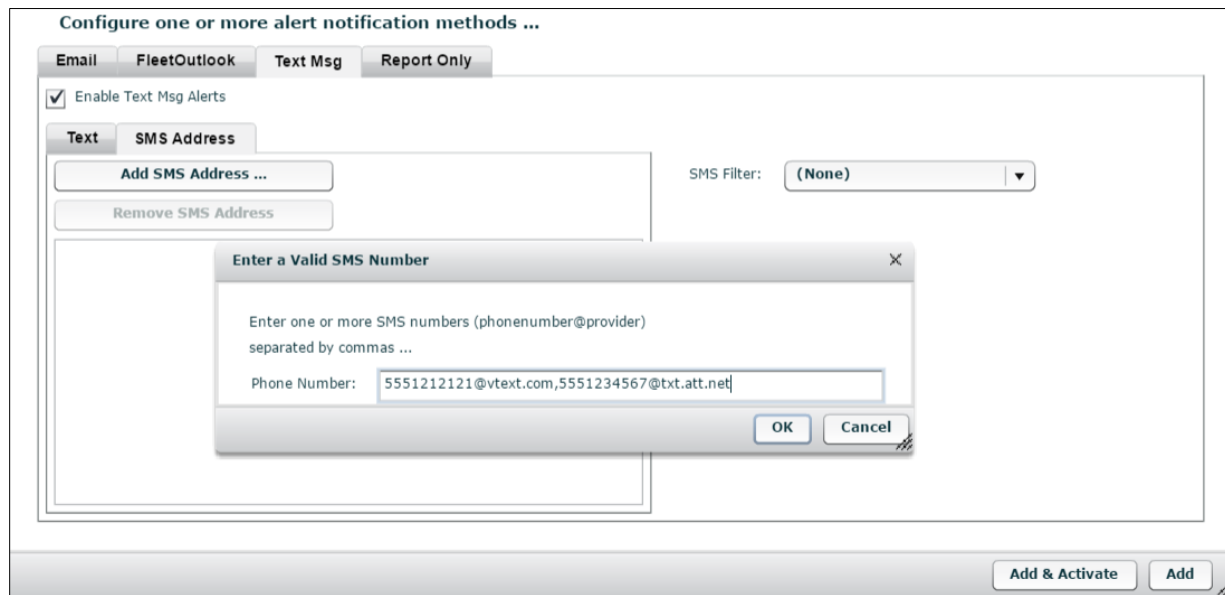 Configure one or more alert notification methods ...
Email FleetOutlook Text Msg Report Only
Enable Text Msg Alerts
Text SMS Address
Add SMS Address ...
SMS Filter: (None)
Remove SMS Address
Enter a Valid SMS Number
Enter one or more SMS numbers (phonenumber@provider)
separated by commas ...
Phone Number: 5551212121@vtext.com,5551234567@txt.att.net
OK Cancel
Add & Activate Add